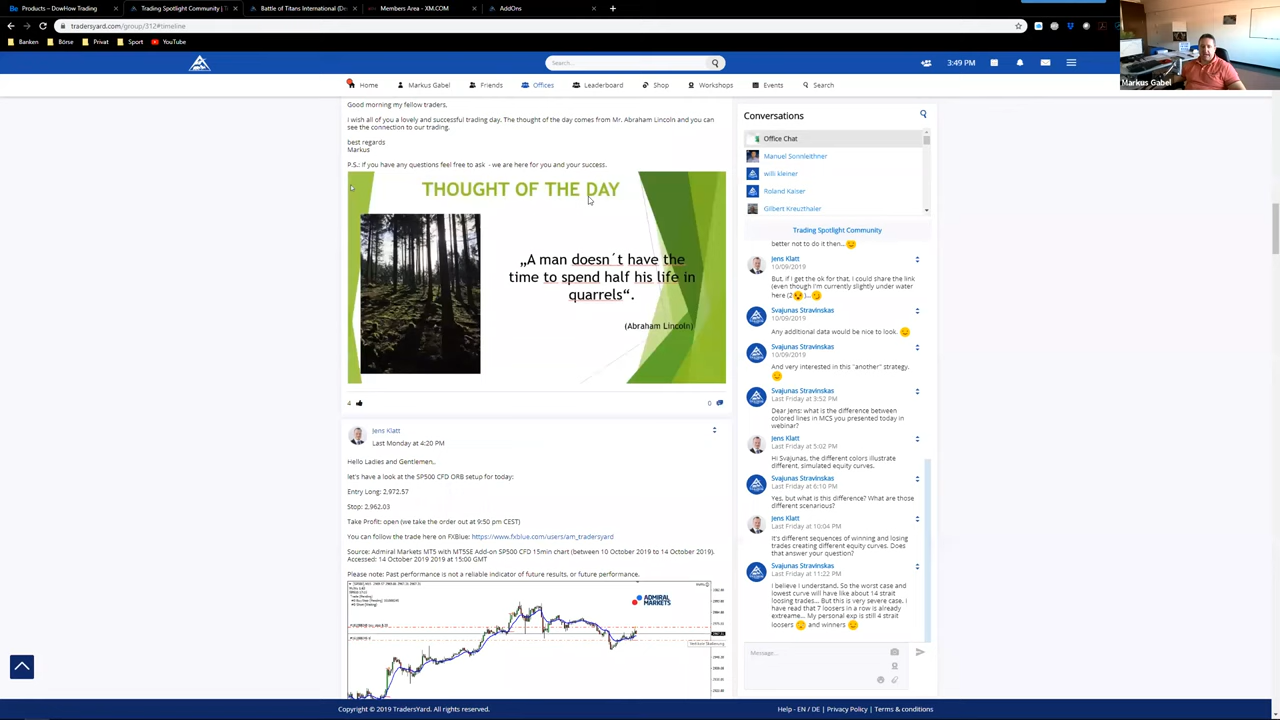 Products – DowHow Trading
Trading Spotlight Community | T
Battle of Titans International (De
Members Area - XM.COM
AddOns
tradersyard.com/group/312#timeline
Banken
Börse
Privat
Sport
YouTube
Markus Gabel
Search...
3:49 PM
Home
Markus Gabel
Friends
Offices
Leaderboard
Shop
Workshops
Events
Search
Good morning my fellow traders,
I wish all of you a lovely and successful trading day. The thought of the day comes from Mr. Abraham Lincoln and you can
see the connection to our trading.
best regards
Markus
P.S.: If you have any questions feel free to ask - we are here for you and your success.
THOUGHT OF THE DAY
„A man doesn´t have the
time to spend half his life in
quarrels“.
(Abraham Lincoln)
4
0
Jens Klatt
Last Monday at 4:20 PM
Hello Ladies and Gentlemen,,
let's have a look at the SP500 CFD ORB setup for today:
Entry Long: 2,972.57
Stop: 2,962.03
Take Profit: open (we take the order out at 9:50 pm CEST)
You can follow the trade here on FXBlue: https://www.fxblue.com/users/am_tradersyard
Source: Admiral Markets MT5 with MT5SE Add-on SP500 CFD 15min chart (between 10 October 2019 to 14 October 2019).
Accessed: 14 October 2019 2019 at 15:00 GMT
Please note: Past performance is not a reliable indicator of future results, or future performance.
ADMIRAL
MARKETS
Conversations
Office Chat
Manuel Sonnleithner
willi kleiner
Roland Kaiser
Gilbert Kreuzthaler
Trading Spotlight Community
better not to do it then...
Jens Klatt
10/09/2019
But, if I get the ok for that, I could share the link
(even though I'm currently slightly under water
here (2 )...
Svajunas Stravinskas
10/09/2019
Any additional data would be nice to look.
Svajunas Stravinskas
10/09/2019
And very interested in this "another" strategy.
Svajunas Stravinskas
Last Friday at 3:52 PM
Dear Jens: what is the difference between
colored lines in MCS you presented today in
webinar?
Jens Klatt
Last Friday at 5:02 PM
Hi Svajunas, the different colors illustrate
different, simulated equity curves.
Svajunas Stravinskas
Last Friday at 6:10 PM
Yes, but what is this difference? What are those
different scenarious?
Jens Klatt
Last Friday at 10:04 PM
It's different sequences of winning and losing
trades creating different equity curves. Does
that answer your question?
Svajunas Stravinskas
Last Friday at 11:22 PM
I believe I understand. So the worst case and
lowest curve will have like about 14 strait
loosing trades... But this is very severe case. I
have read that 7 loosers in a row is already
extreame... My personal exp is still 4 strait
loosers and winners
Message...
Copyright © 2019 TradersYard. All rights reserved.
Help - EN / DE | Privacy Policy | Terms & conditions